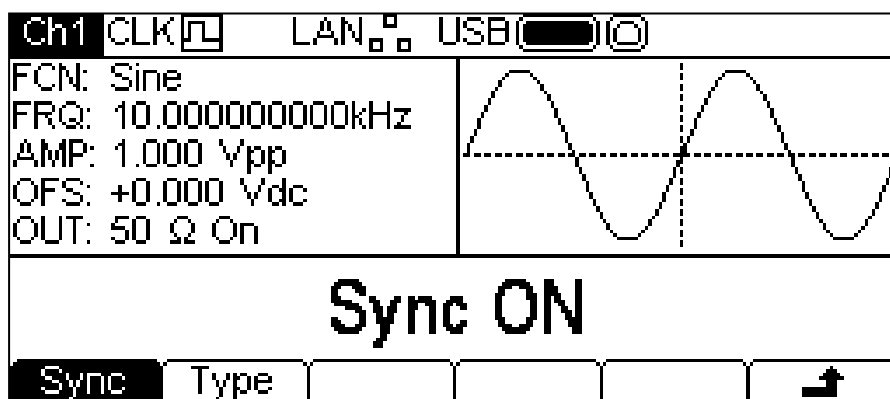 Ch1 CLK LAN USB
FCN: Sine
FRQ: 10.000000000kHz
AMP: 1.000 Vpp
OFS: +0.000 Vdc
OUT: 50 Ω On
Sync ON
Sync Type